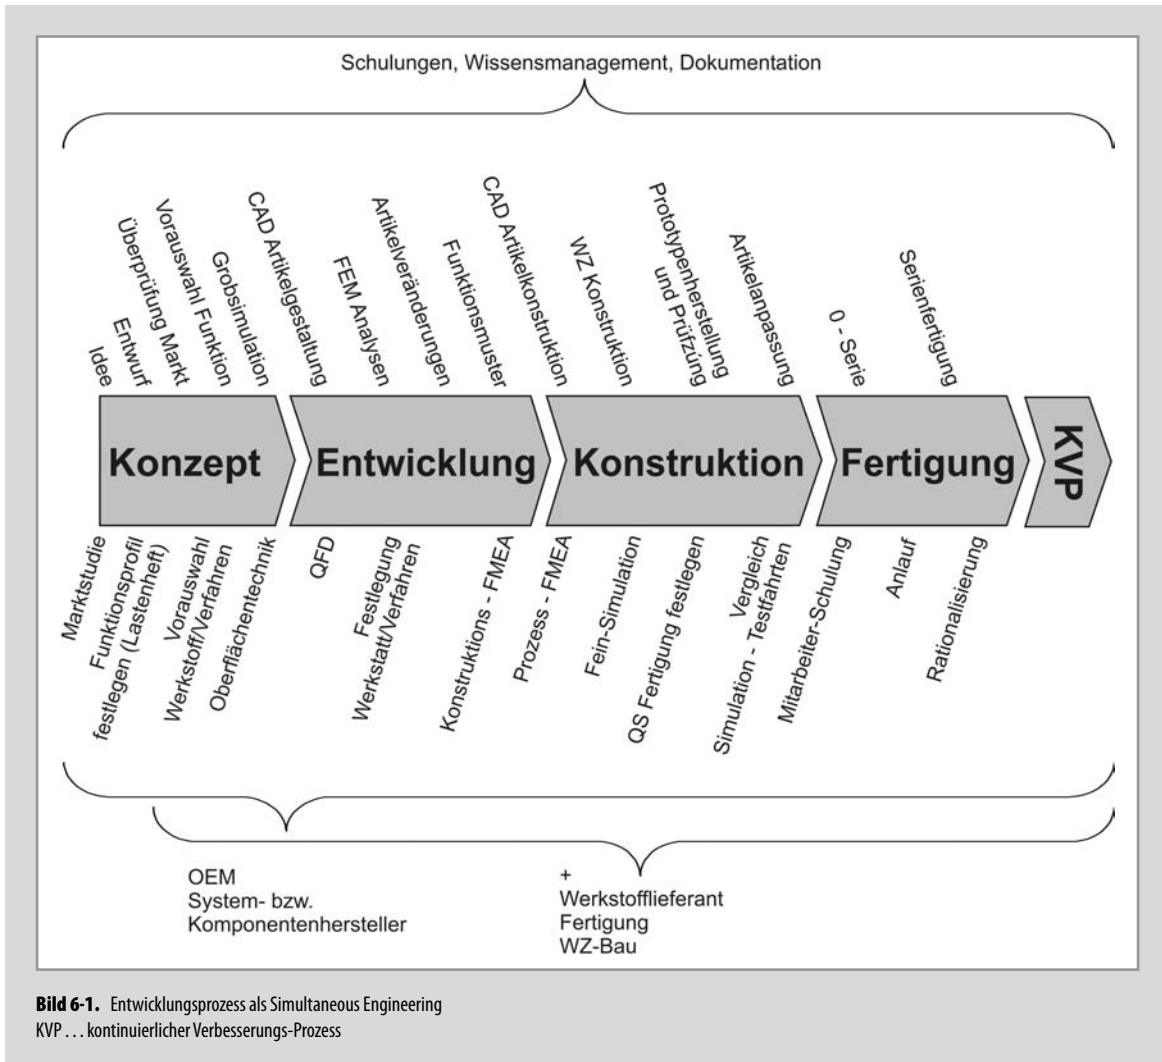 Schulungen, Wissensmanagement, Dokumentation
Idee
Entwurf
Überprüfung Markt
Vorauswahl Funktion
Grobsimulation
CAD Artikelgestaltung
FEM Analysen
Artikelveränderungen
Funktionsmuster
CAD Artikelkonstruktion
WZ Konstruktion
Prototypenherstellung
und Prüfzúng
Artikelanpassung
0 - Serie
Serienfertigung
Konzept
Entwicklung
Konstruktion
Fertigung
KVP
Marktstudie
Funktionsprofil
festlegen (Lastenheft)
Vorauswahl
Werkstoff/Verfahren
Oberflächentechnik
QFD
Festlegung
Werkstatt/Verfahren
Konstruktions - FMEA
Prozess - FMEA
Fein-Simulation
QS Fertigung festlegen
Vergleich
Simulation - Testfahrten
Mitarbeiter-Schulung
Anlauf
Rationalisierung
OEM
System- bzw.
Komponentenhersteller
+
Werkstofflieferant
Fertigung
WZ-Bau
Bild 6-1. Entwicklungsprozess als Simultaneous Engineering
KVP . . . kontinuierlicher Verbesserungs-Prozess